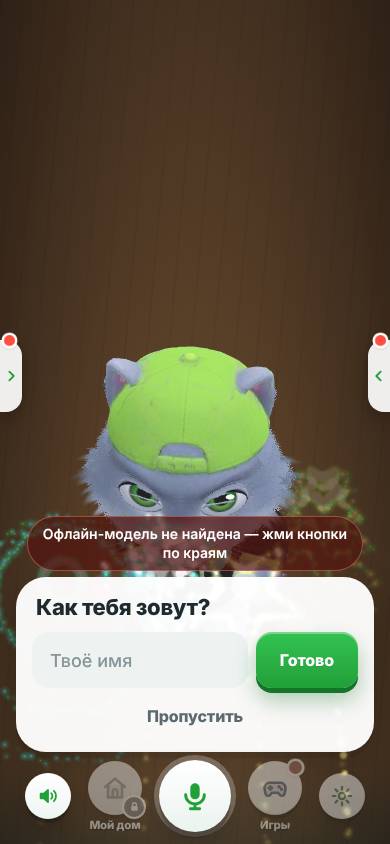 Офлайн-модель не найдена — жми кнопки
по краям
Как тебя зовут?
Твоё имя
Готово
Пропустить
Мой дом
Игры